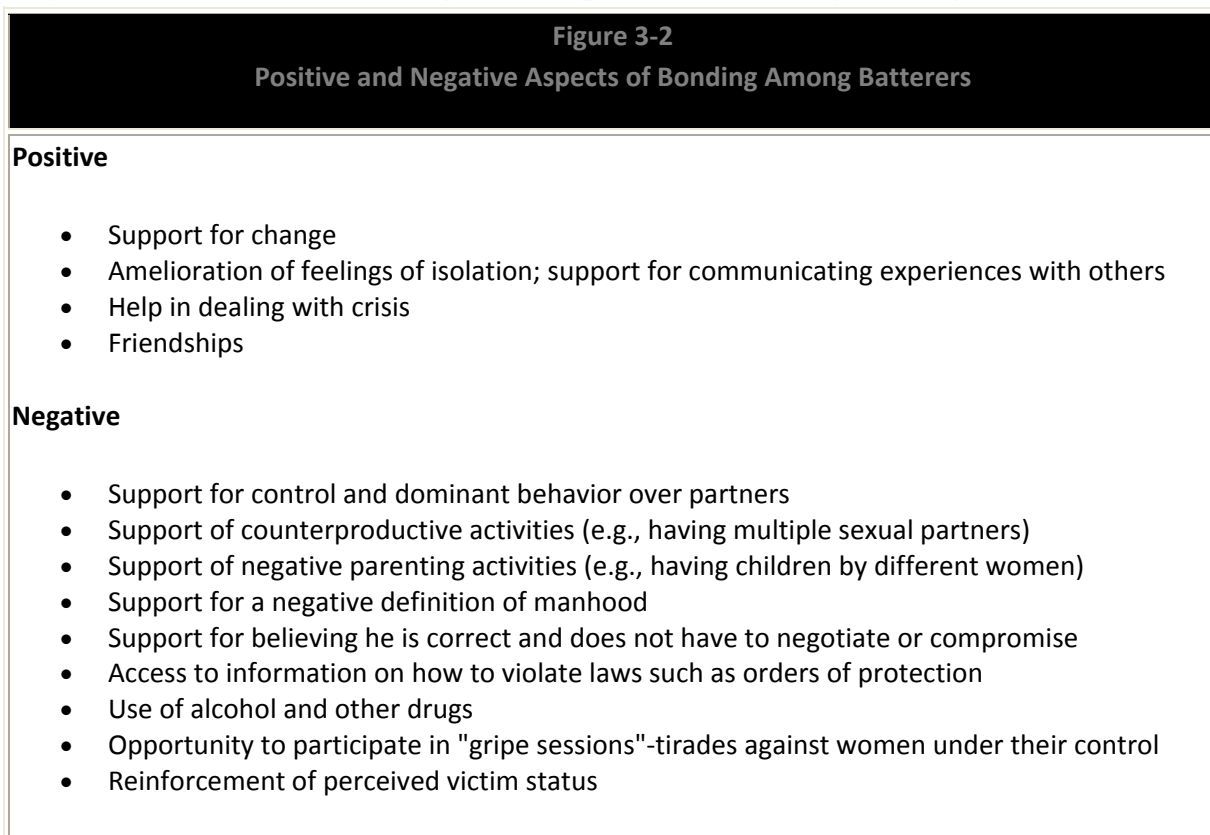 Figure 3-2
Positive and Negative Aspects of Bonding Among Batterers
Positive
• Support for change
• Amelioration of feelings of isolation; support for communicating experiences with others
• Help in dealing with crisis
• Friendships
Negative
• Support for control and dominant behavior over partners
• Support of counterproductive activities (e.g., having multiple sexual partners)
• Support of negative parenting activities (e.g., having children by different women)
• Support for a negative definition of manhood
• Support for believing he is correct and does not have to negotiate or compromise
• Access to information on how to violate laws such as orders of protection
• Use of alcohol and other drugs
• Opportunity to participate in "gripe sessions"-tirades against women under their control
• Reinforcement of perceived victim status